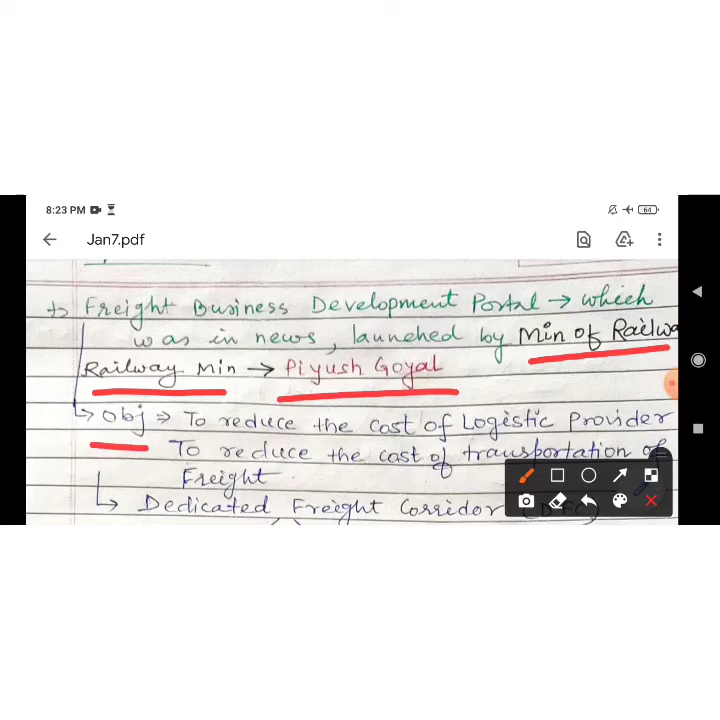 8:23 PM
64
Jan7.pdf
Freight Business Development Portal → which
was in news, launched by Min of Railwa
Railway Min → Piyush Goyal
↳ Obj ⇒ To reduce the cost of Logistic Provider
To reduce the cost of transportation of
Freight.
↳ Dedicated Freight Corridor (DFC)